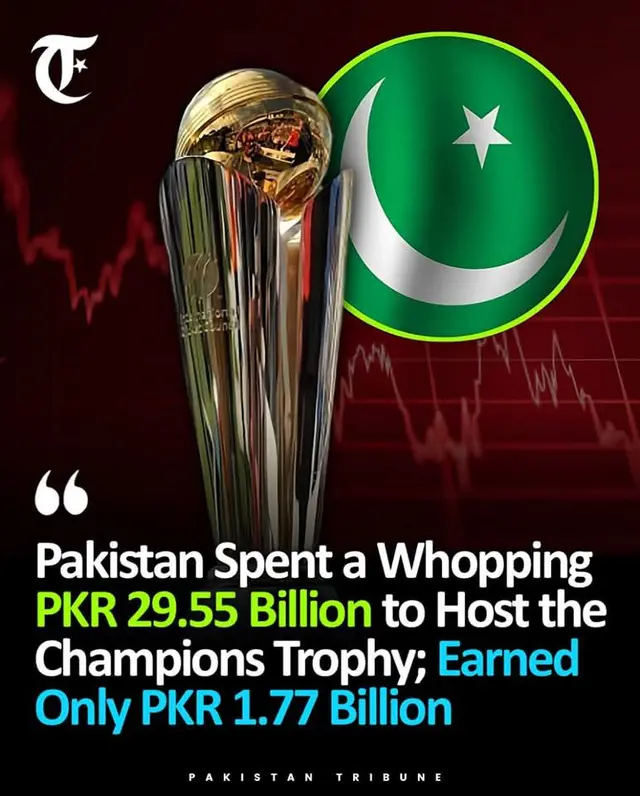 “
Pakistan Spent a Whopping
PKR 29.55 Billion to Host the
Champions Trophy; Earned
Only PKR 1.77 Billion
PAKISTAN TRIBUNE